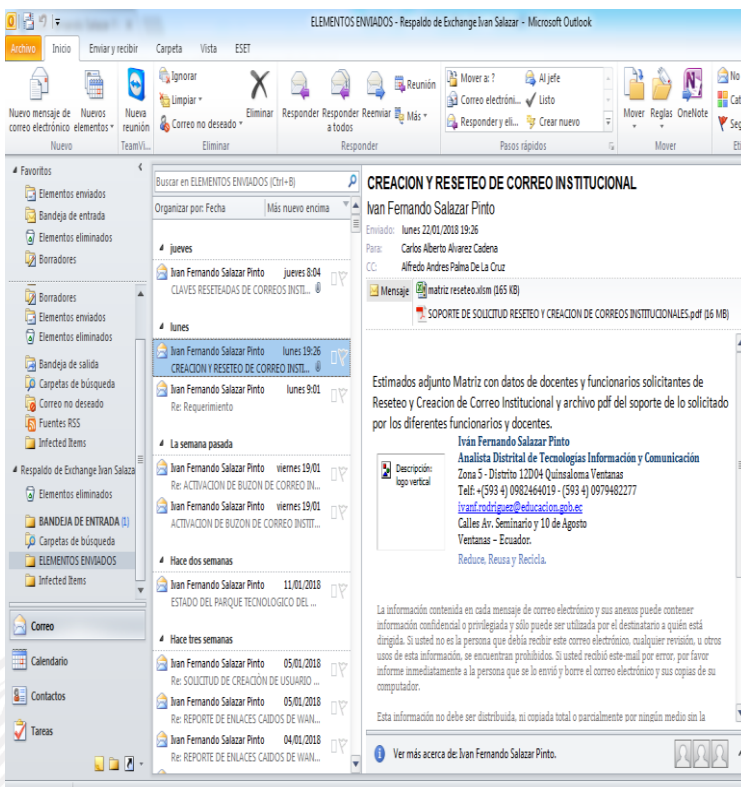 ELEMENTOS ENVIADOS - Respaldo de Exchange Ivan Salazar - Microsoft Outlook
Archivo Inicio Enviar y recibir Carpeta Vista ESET
Nuevo mensaje de correo electrónico
Nuevos elementos
Nuevo
Nueva reunión
TeamVi...
Ignorar
Limpiar
Correo no deseado
Eliminar
Eliminar
Responder
Responder a todos
Reenviar
Reunión
Más
Responder
Mover a: ?
Correo electróni...
Responder y eli...
Al jefe
Listo
Crear nuevo
Pasos rápidos
Mover
Reglas
OneNote
Mover
No
Cat
Seg
Eti
Favoritos
Elementos enviados
Bandeja de entrada
Elementos eliminados
Borradores
Borradores
Elementos enviados
Elementos eliminados
Bandeja de salida
Carpetas de búsqueda
Correo no deseado
Fuentes RSS
Infected Items
Respaldo de Exchange Ivan Salaza
Elementos eliminados
BANDEJA DE ENTRADA (1)
Carpetas de búsqueda
ELEMENTOS ENVIADOS
Infected Items
Correo
Calendario
Contactos
Tareas
Buscar en ELEMENTOS ENVIADOS (Ctrl+B)
Organizar por: Fecha Más nuevo encima
jueves
Ivan Fernando Salazar Pinto jueves 8:04
CLAVES RESETEADAS DE CORREOS INSTI...
lunes
Ivan Fernando Salazar Pinto lunes 19:26
CREACION Y RESETEO DE CORREO INSTI...
Ivan Fernando Salazar Pinto lunes 9:01
Re: Requerimiento
La semana pasada
Ivan Fernando Salazar Pinto viernes 19/01
Re: ACTIVACION DE BUZON DE CORREO IN...
Ivan Fernando Salazar Pinto viernes 19/01
ACTIVACION DE BUZON DE CORREO INSTIT...
Hace dos semanas
Ivan Fernando Salazar Pinto 11/01/2018
ESTADO DEL PARQUE TECNOLOGICO DEL ...
Hace tres semanas
Ivan Fernando Salazar Pinto 05/01/2018
Re: SOLICITUD DE CREACIÓN DE USUARIO ...
Ivan Fernando Salazar Pinto 05/01/2018
Re: REPORTE DE ENLACES CAIDOS DE WAN...
Ivan Fernando Salazar Pinto 04/01/2018
Re: REPORTE DE ENLACES CAIDOS DE WAN...
CREACION Y RESETEO DE CORREO INSTITUCIONAL
Ivan Fernando Salazar Pinto
Enviado: lunes 22/01/2018 19:26
Para: Carlos Alberto Alvarez Cadena
CC: Alfredo Andres Palma De La Cruz
Mensaje matriz reseteo.xlsm (165 KB)
SOPORTE DE SOLICITUD RESETEO Y CREACION DE CORREOS INSTITUCIONALES.pdf (16 MB)
Estimados adjunto Matriz con datos de docentes y funcionarios solicitantes de
Reseteo y Creacion de Correo Institucional y archivo pdf del soporte de lo solicitado
por los diferentes funcionarios y docentes.
Descripción: logo vertical
Iván Fernando Salazar Pinto
Analista Distrital de Tecnologías Información y Comunicación
Zona 5 - Distrito 12D04 Quinsaloma Ventanas
Telf: +(593 4) 0982464019 - (593 4) 0979482277
ivanf.rodriguez@educacion.gob.ec
Calles Av. Seminario y 10 de Agosto
Ventanas – Ecuador.
Reduce, Reusa y Recicla.
La información contenida en cada mensaje de correo electrónico y sus anexos puede contener
información confidencial o privilegiada y sólo puede ser utilizada por el destinatario a quién está
dirigida. Si usted no es la persona que debía recibir este correo electrónico, cualquier revisión, u otros
usos de esta información, se encuentran prohibidos. Si usted recibió este-mail por error, por favor
informe inmediatamente a la persona que se lo envió y borre el correo electrónico y sus copias de su
computador.
Esta información no debe ser distribuida, ni copiada total o parcialmente por ningún medio sin la
Ver más acerca de: Ivan Fernando Salazar Pinto.